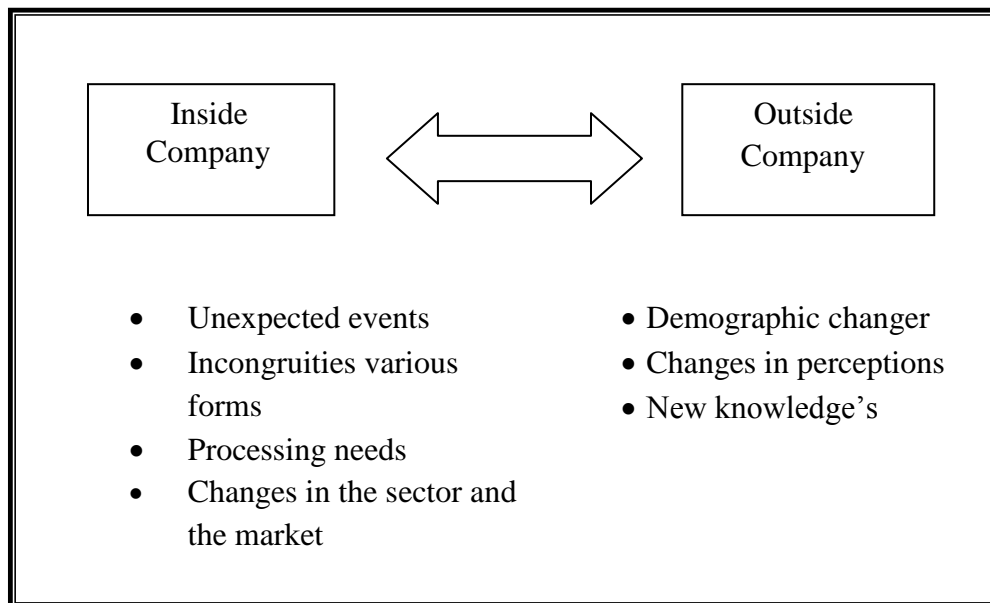 Inside
Company
Outside
Company
• Unexpected events
• Incongruities various
forms
• Processing needs
• Changes in the sector and
the market
• Demographic changer
• Changes in perceptions
• New knowledge’s